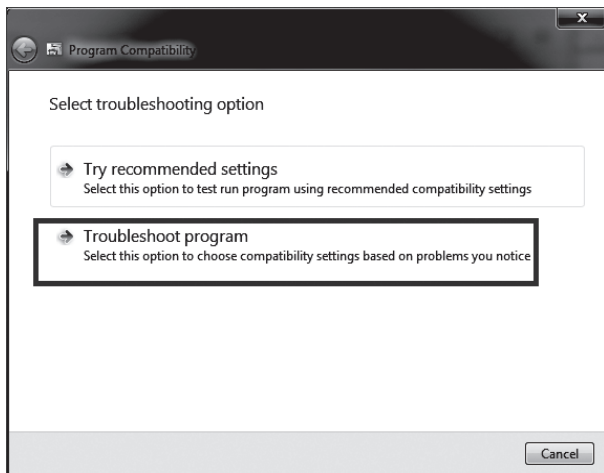 Program Compatibility
Select troubleshooting option
Try recommended settings
Select this option to test run program using recommended compatibility settings
Troubleshoot program
Select this option to choose compatibility settings based on problems you notice
Cancel